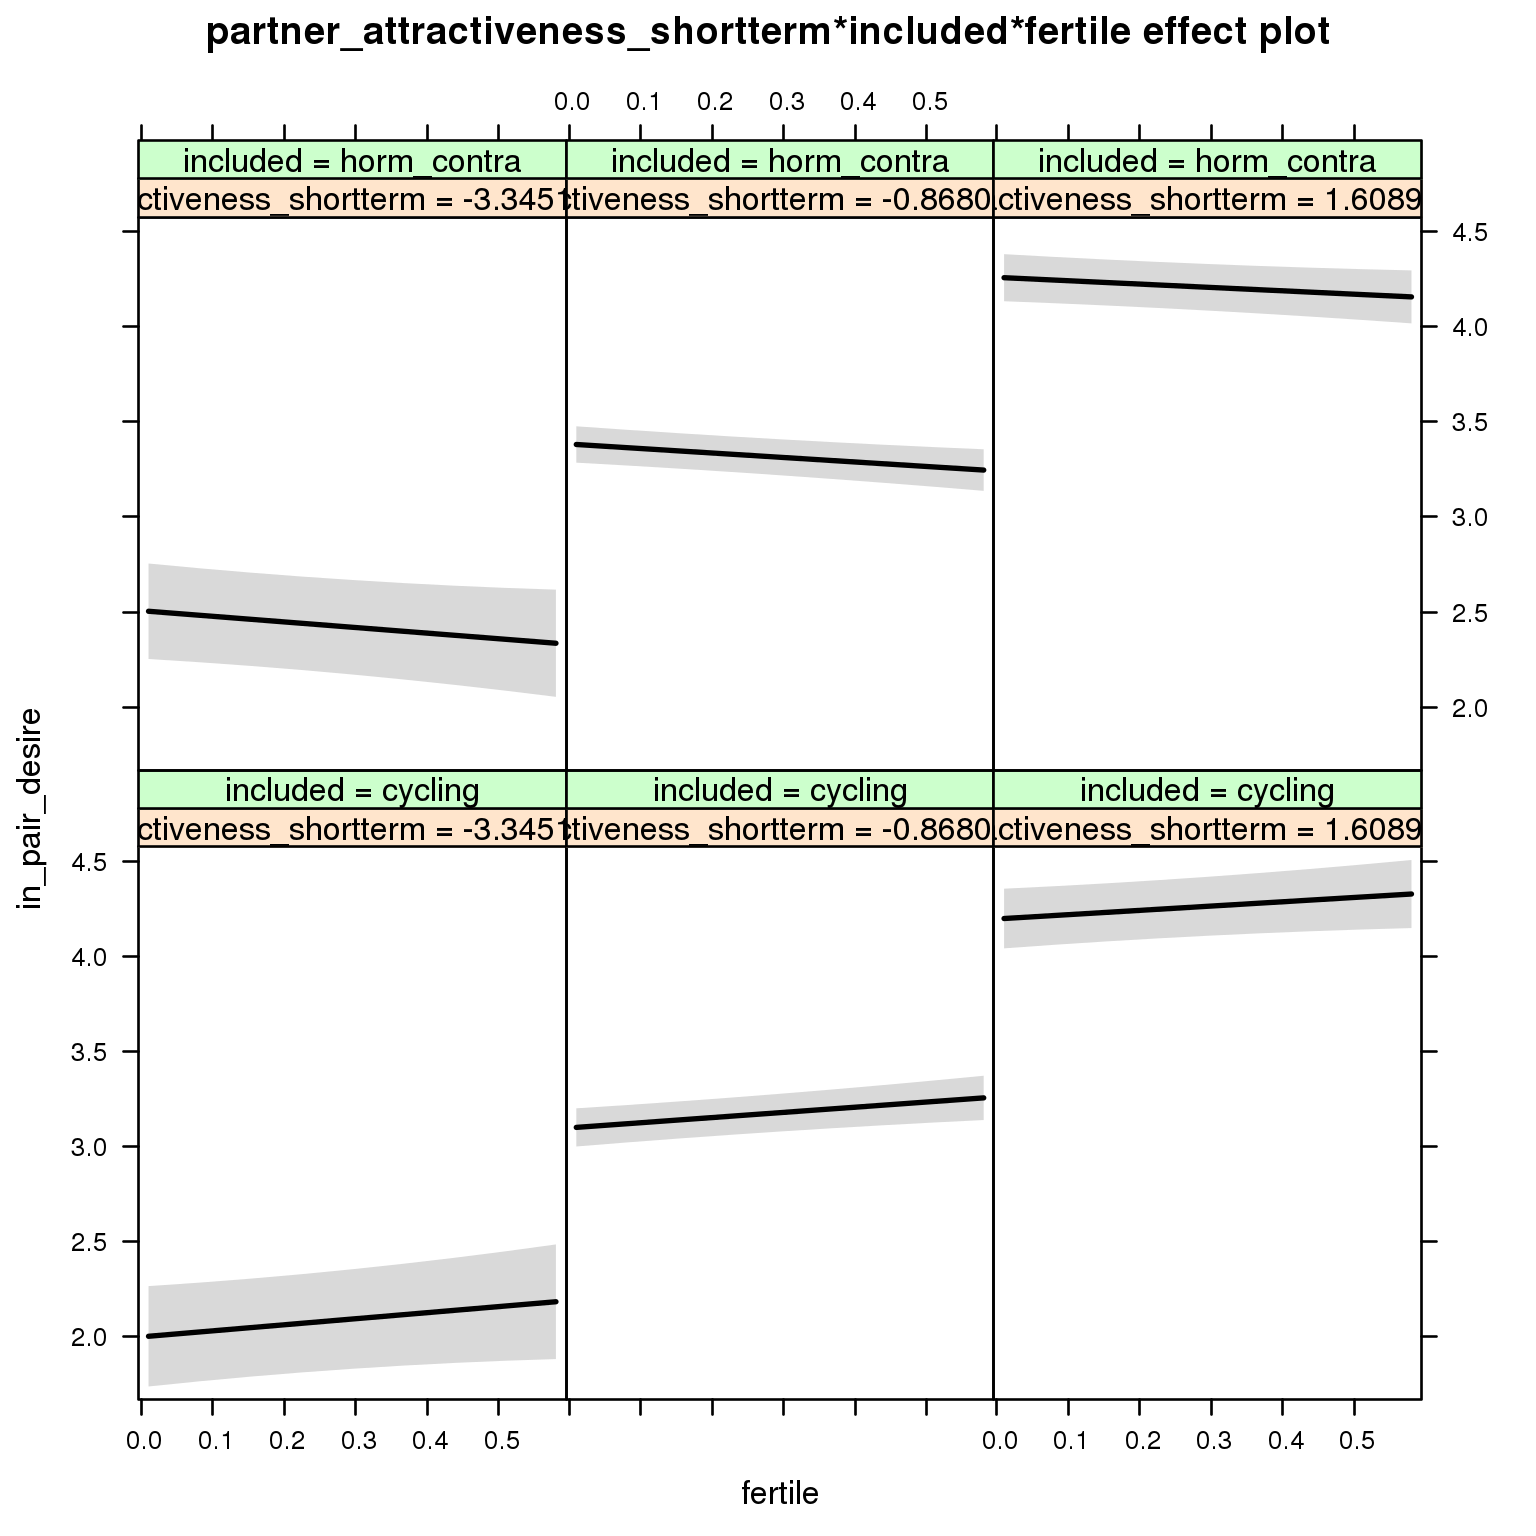 partner_attractiveness_shortterm*included*fertile effect plot
0.0 0.1 0.2 0.3 0.4 0.5
included = horm_contra included = horm_contra included = horm_contra
ctiveness_shortterm = -3.3451 ctiveness_shortterm = -0.8680 ctiveness_shortterm = 1.6089
4.5
4.0
3.5
3.0
2.5
2.0
in_pair_desire
included = cycling included = cycling included = cycling
ctiveness_shortterm = -3.3451 ctiveness_shortterm = -0.8680 ctiveness_shortterm = 1.6089
4.5
4.0
3.5
3.0
2.5
2.0
0.0 0.1 0.2 0.3 0.4 0.5 0.0 0.1 0.2 0.3 0.4 0.5
fertile